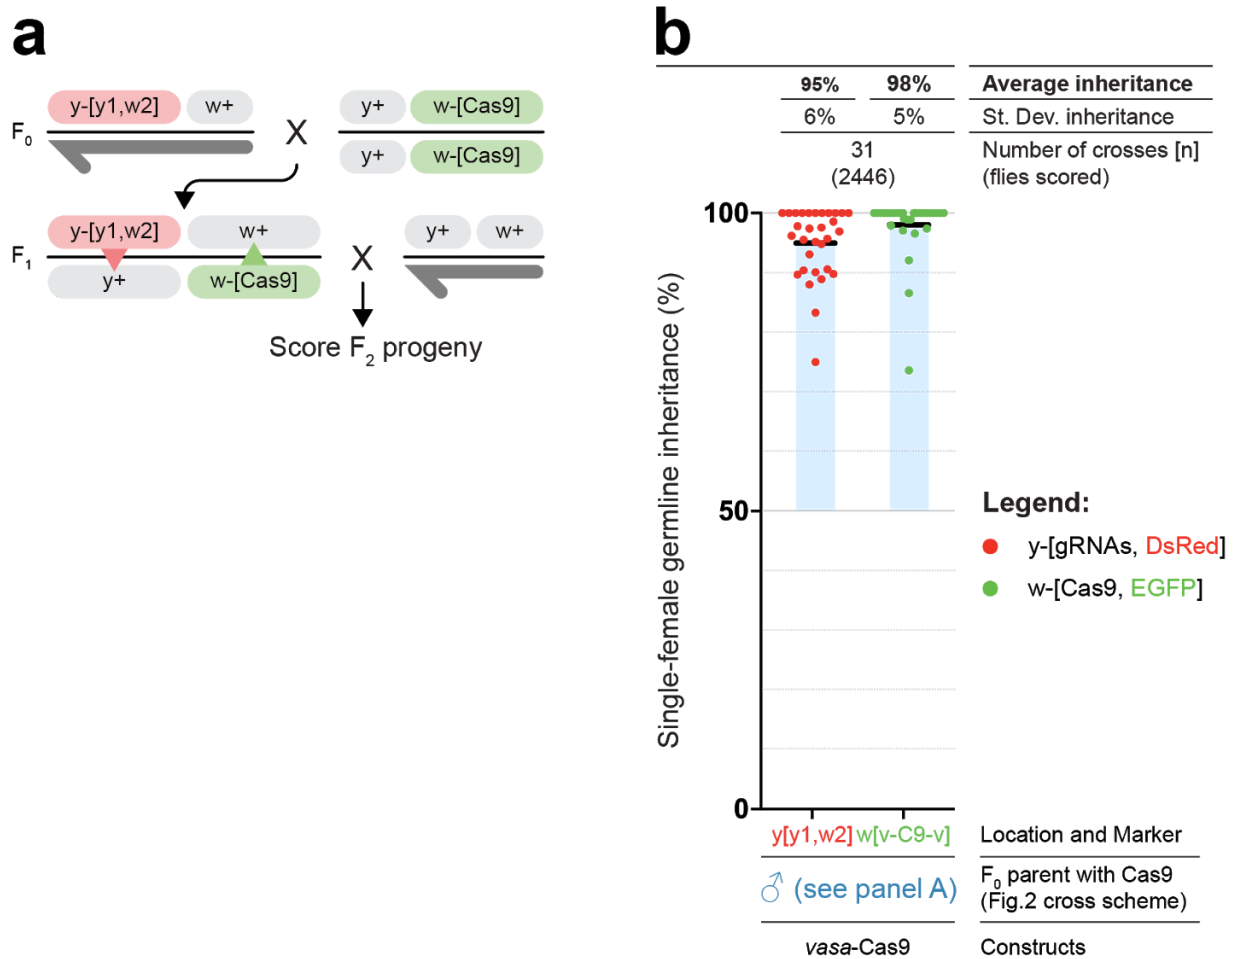 a
y-[y1,w2] w+ y+ w-[Cas9]
F0 X
y+ w-[Cas9]
y-[y1,w2] w+ y+ w+
F1 X
y+ w-[Cas9]
Score F2 progeny
b
95% 98% Average inheritance
6% 5% St. Dev. inheritance
31 Number of crosses [n]
(2446) (flies scored)
Single-female germline inheritance (%)
100
50
0
Legend:
y-[gRNAs, DsRed]
w-[Cas9, EGFP]
y[y1,w2] w[v-C9-v] Location and Marker
♂ (see panel A) F0 parent with Cas9
(Fig.2 cross scheme)
vasa-Cas9 Constructs